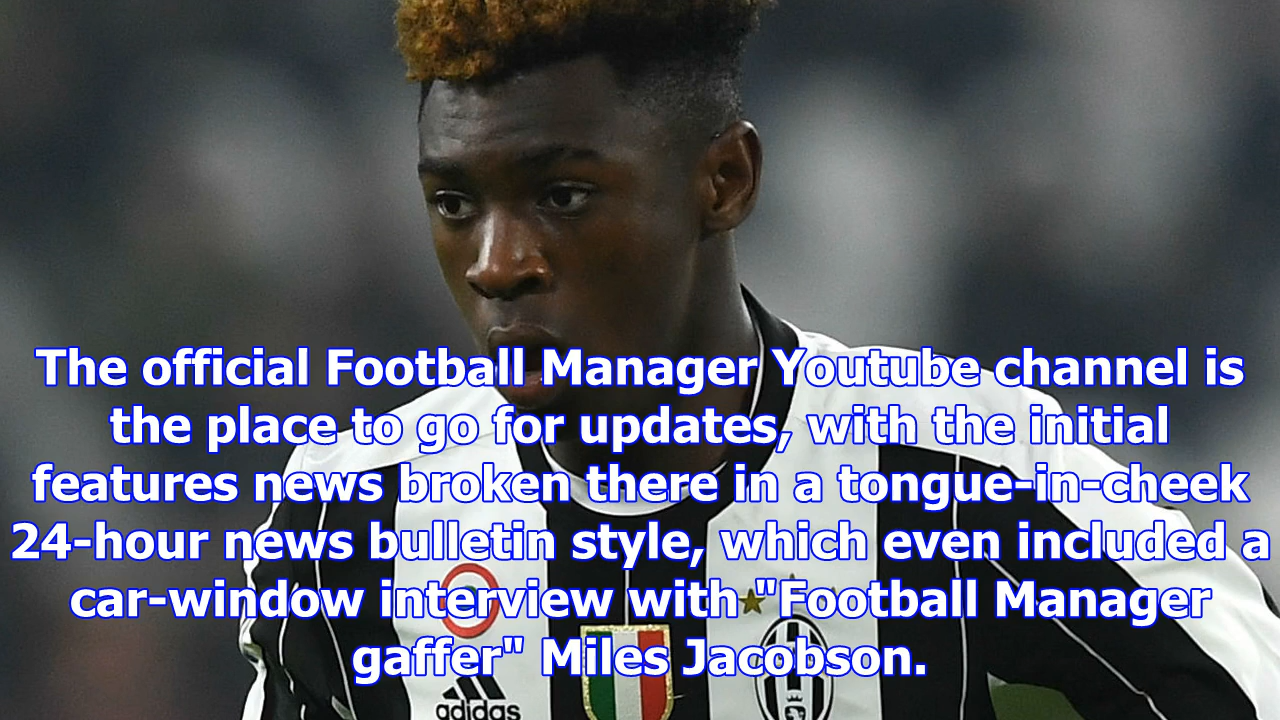 The official Football Manager Youtube channel is
the place to go for updates, with the initial
features news broken there in a tongue-in-cheek
24-hour news bulletin style, which even included a
car-window interview with "Football Manager
gaffer" Miles Jacobson.
adidas